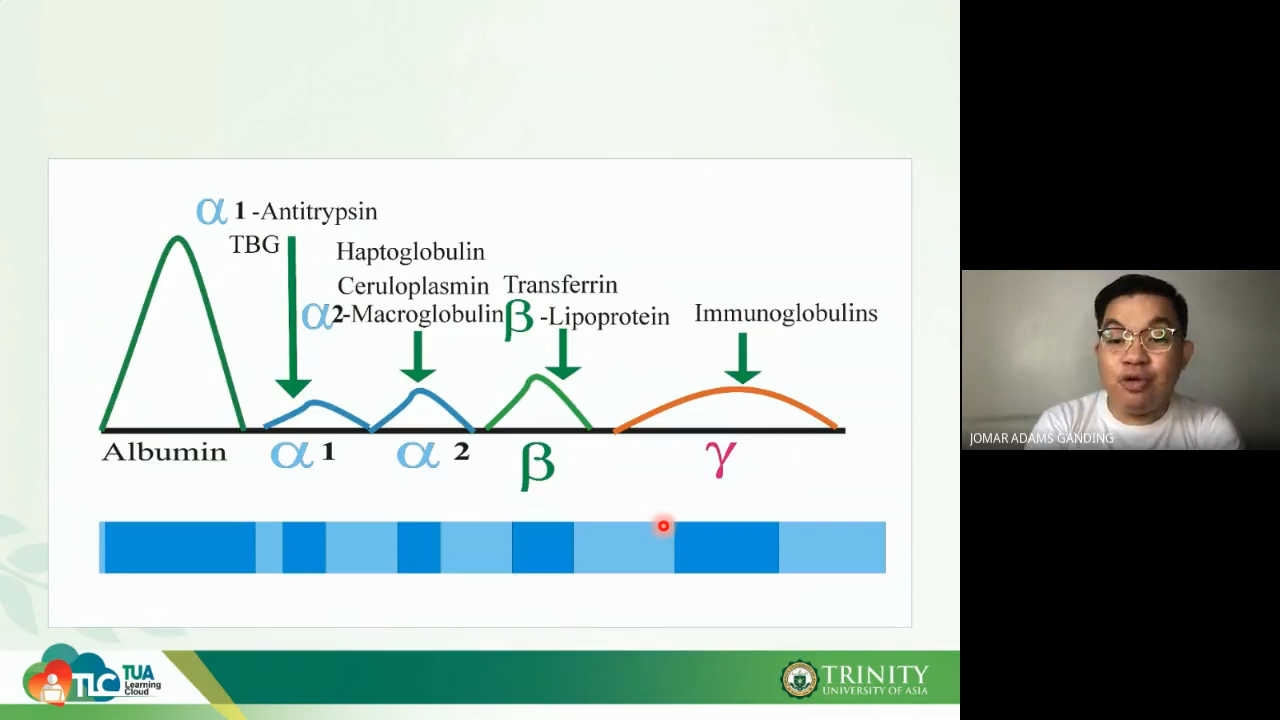 α 1 -Antitrypsin
TBG
Haptoglobulin
Ceruloplasmin
α2-Macroglobulin
Transferrin
β -Lipoprotein
Immunoglobulins
Albumin
α 1
α 2
β
γ
JOMAR ADAMS GANDING
TLC
TUA
Learning
Cloud
TRINITY
UNIVERSITY OF ASIA